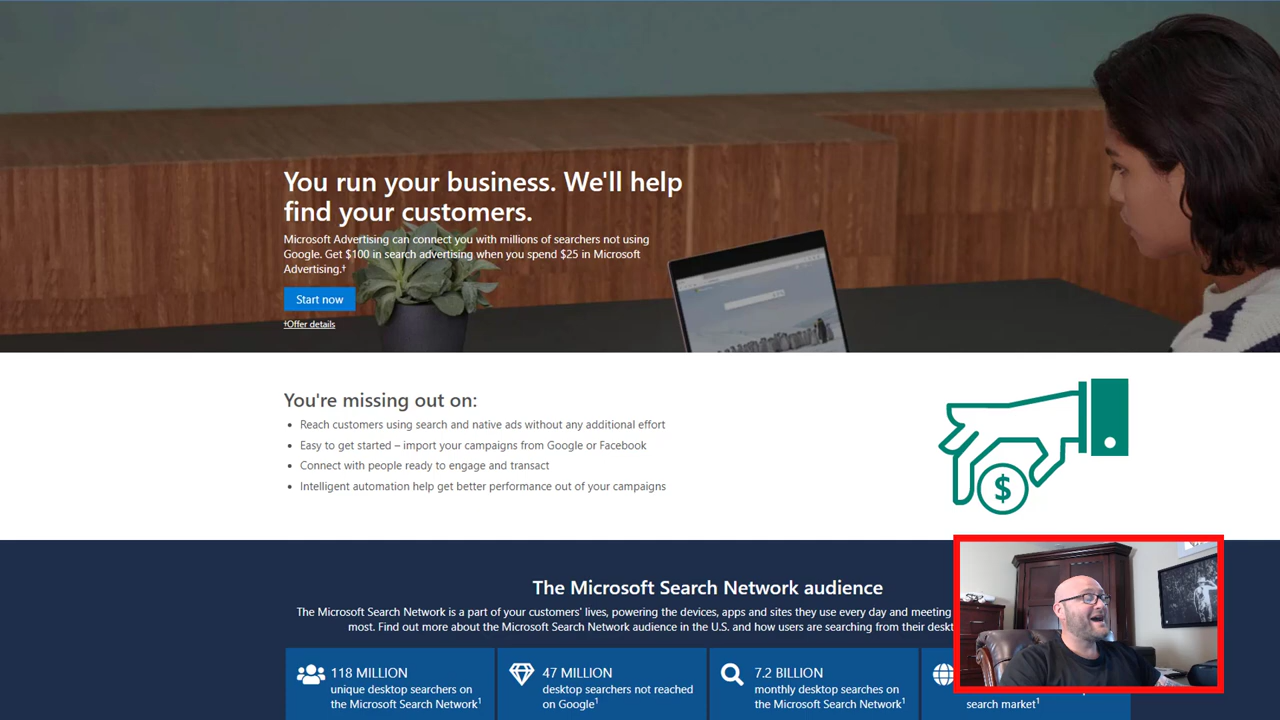 You run your business. We'll help
find your customers.
Microsoft Advertising can connect you with millions of searchers not using
Google. Get $100 in search advertising when you spend $25 in Microsoft
Advertising.†
Start now
†Offer details
You're missing out on:
• Reach customers using search and native ads without any additional effort
• Easy to get started – import your campaigns from Google or Facebook
• Connect with people ready to engage and transact
• Intelligent automation help get better performance out of your campaigns
$
The Microsoft Search Network audience
The Microsoft Search Network is a part of your customers' lives, powering the devices, apps and sites they use every day and meeting
most. Find out more about the Microsoft Search Network audience in the U.S. and how users are searching from their
118 MILLION
unique desktop searchers on
the Microsoft Search Network1
47 MILLION
desktop searchers not reached
on Google1
7.2 BILLION
monthly desktop searches on
the Microsoft Search Network1
search market1